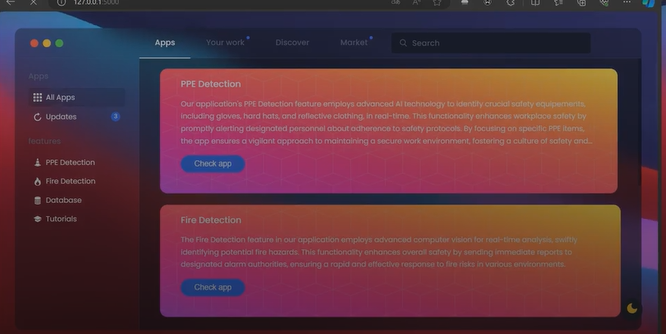 127.0.0.1:5000
Apps
Your work
Discover
Market
Search
Apps
All Apps
Updates
3
features
PPE Detection
Fire Detection
Database
Tutorials
PPE Detection
Our application's PPE Detection feature employs advanced AI technology to identify crucial safety equipements,
including gloves, hard hats, and reflective clothing, in real-time. This functionality enhances workplace safety by
promptly alerting designated personnel about adherence to safety protocols. By focusing on specific PPE items,
the app ensures a vigilant approach to maintaining a secure work environment, fostering a culture of safety and...
Check app
Fire Detection
The Fire Detection feature in our application employs advanced computer vision for real-time analysis, swiftly
identifying potential fire hazards. This functionality enhances overall safety by sending immediate reports to
designated alarm authorities, ensuring a rapid and effective response to fire risks in various environments.
Check app